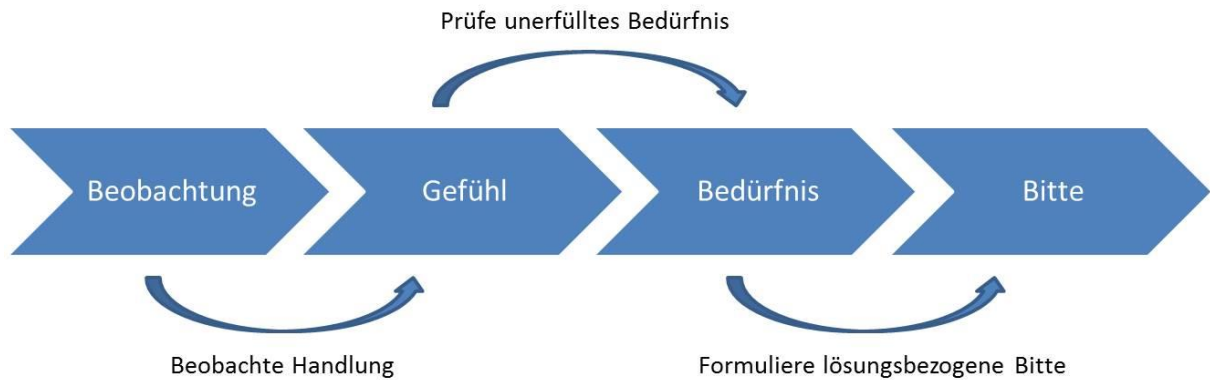 Prüfe unerfülltes Bedürfnis
Beobachtung
Gefühl
Bedürfnis
Bitte
Beobachte Handlung
Formuliere lösungsbezogene Bitte